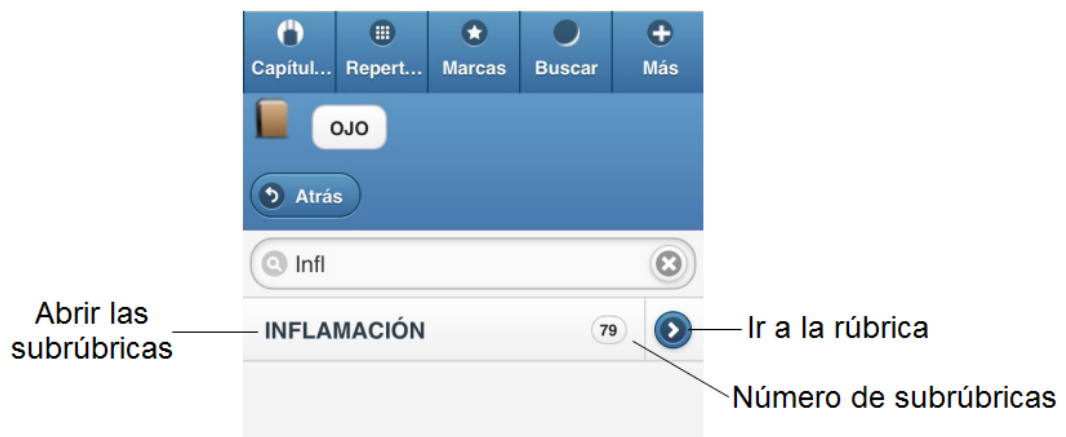 Capítul... Repert... Marcas Buscar Más
OJO
Atrás
Infl
Abrir las
subrúbricas
INFLAMACIÓN 79
Ir a la rúbrica
Número de subrúbricas